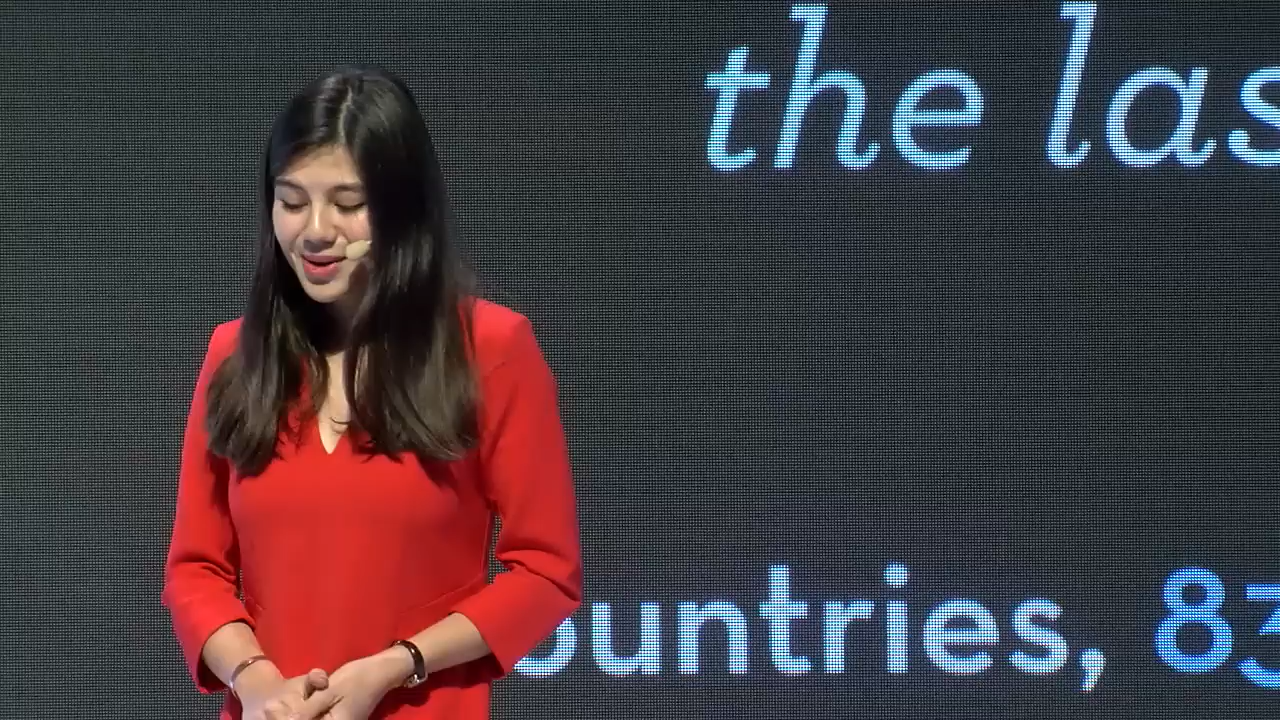 the las
ountries, 83